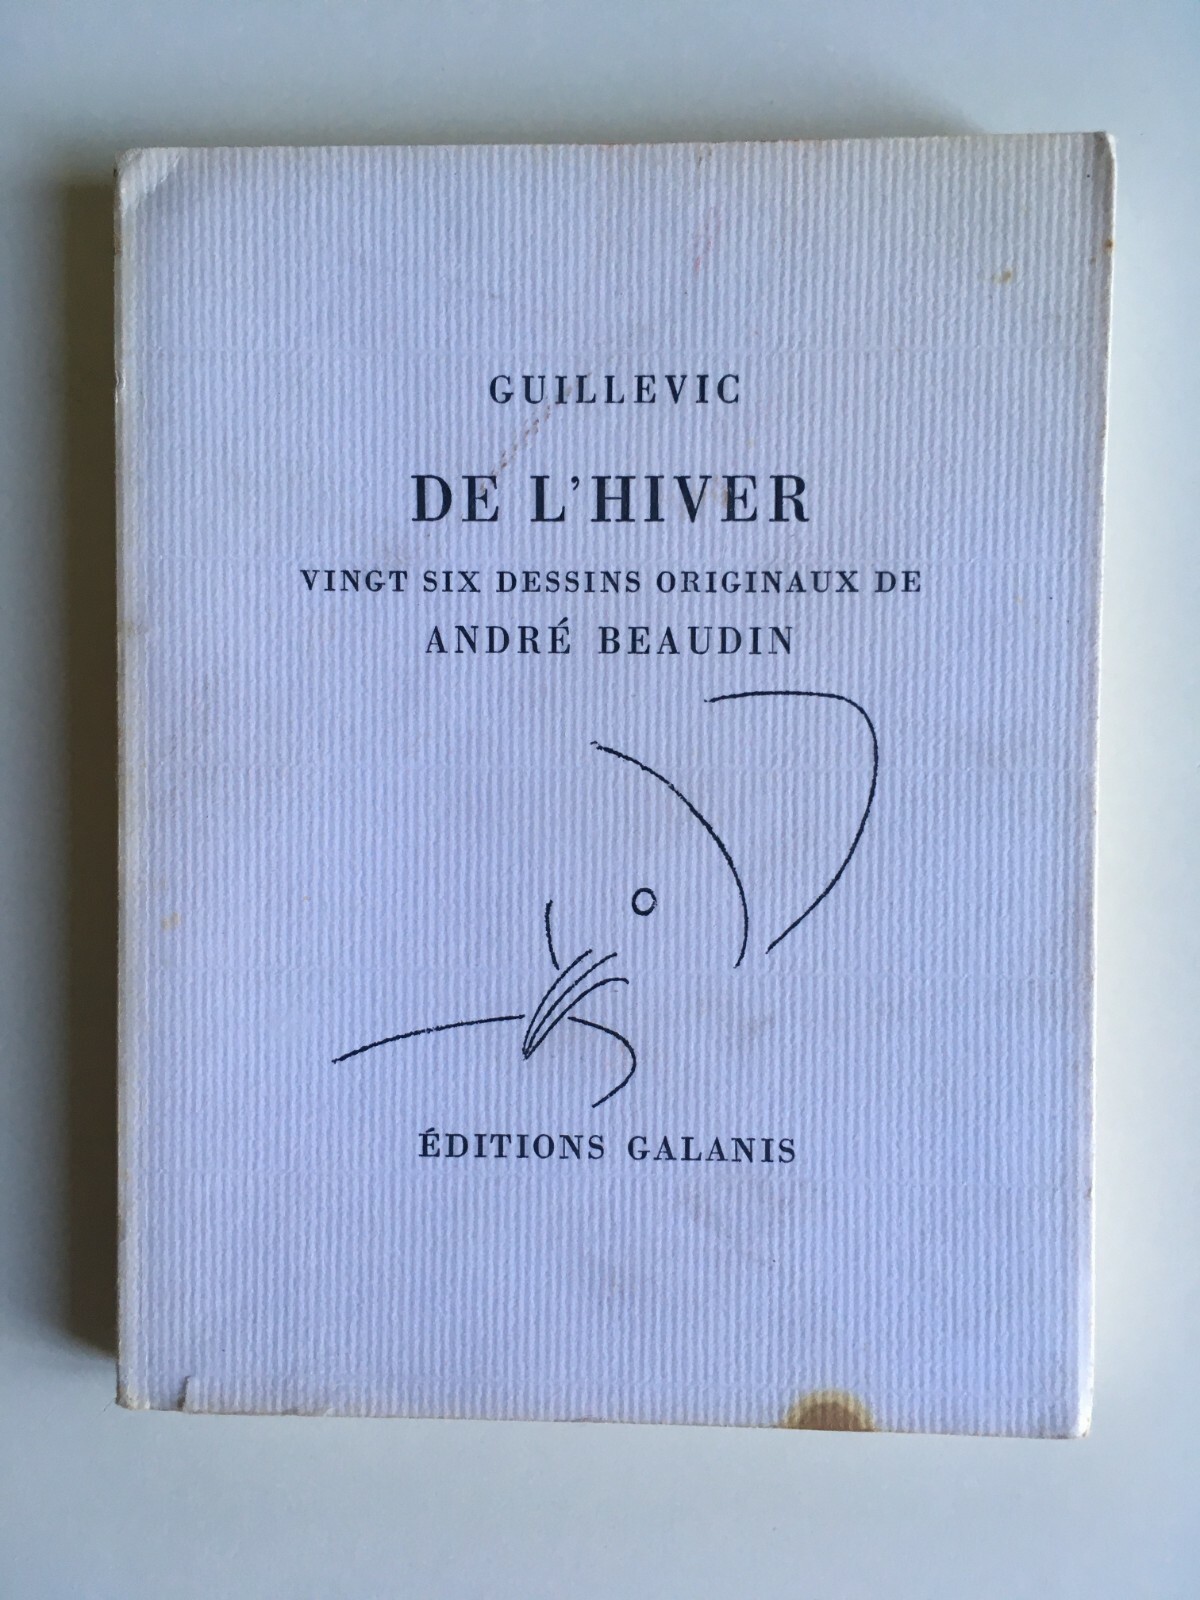 GUILLEVIC
DE L'HIVER
VINGT SIX DESSINS ORIGINAUX DE
ANDRÉ BEAUDIN
ÉDITIONS GALANIS